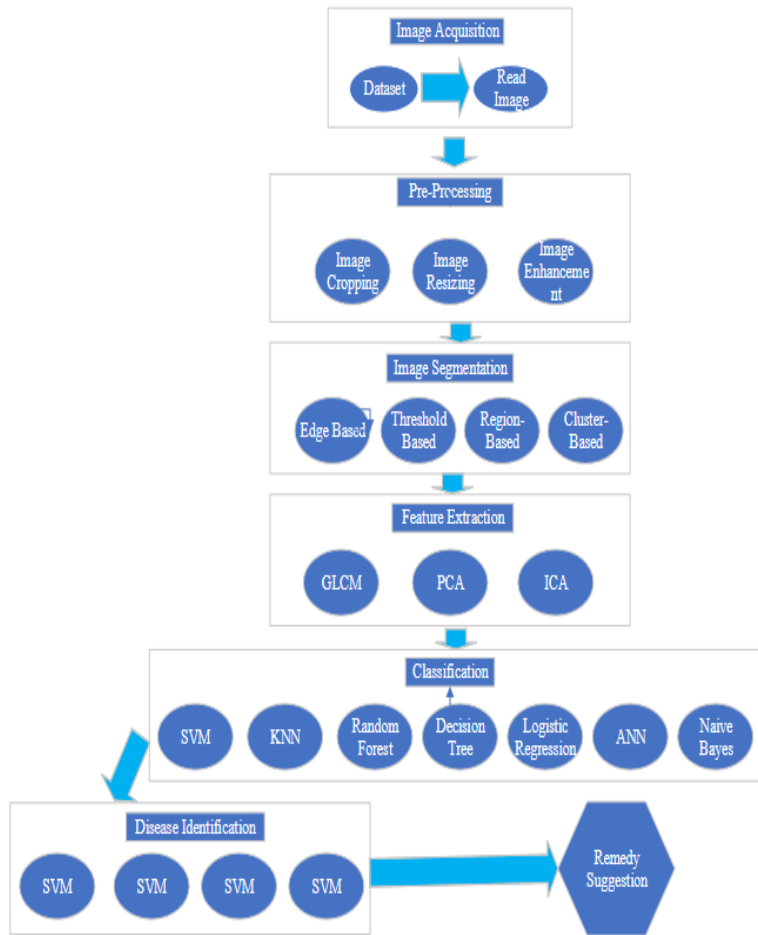 Image Acquisition
Dataset
Read
Image
Pre-Processing
Image
Cropping
Image
Resizing
Image
Enhanceme
nt
Image Segmentation
Edge Based
Threshold
Based
Region-
Based
Cluster-
Based
Feature Extraction
GLCM
PCA
ICA
Classification
SVM
KNN
Random
Forest
Decision
Tree
Logistic
Regression
ANN
Naive
Bayes
Disease Identification
SVM
SVM
SVM
SVM
Remedy
Suggestion